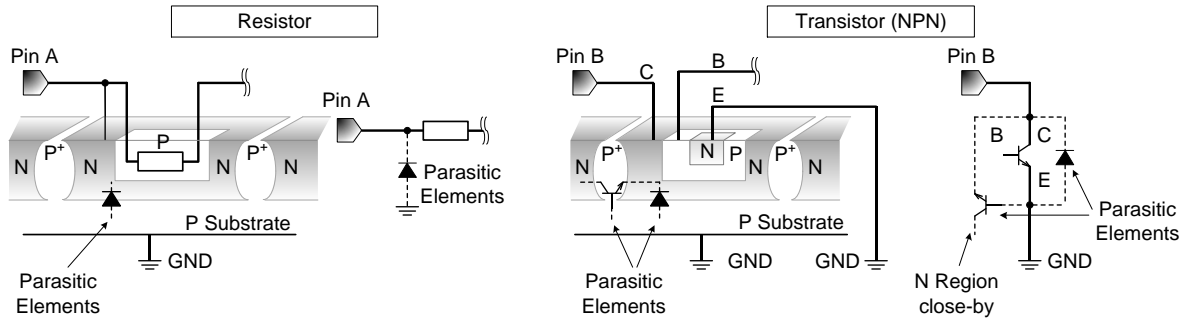 Resistor
Transistor (NPN)
Pin A
Pin B
C
B
E
Pin B
Pin A
N
P+
N
P
P+
N
N
P+
N
P
N
P+
N
B
C
E
Parasitic
Elements
P Substrate
GND
Parasitic
Elements
P Substrate
GND
GND
Parasitic
Elements
Parasitic
Elements
GND
N Region
close-by